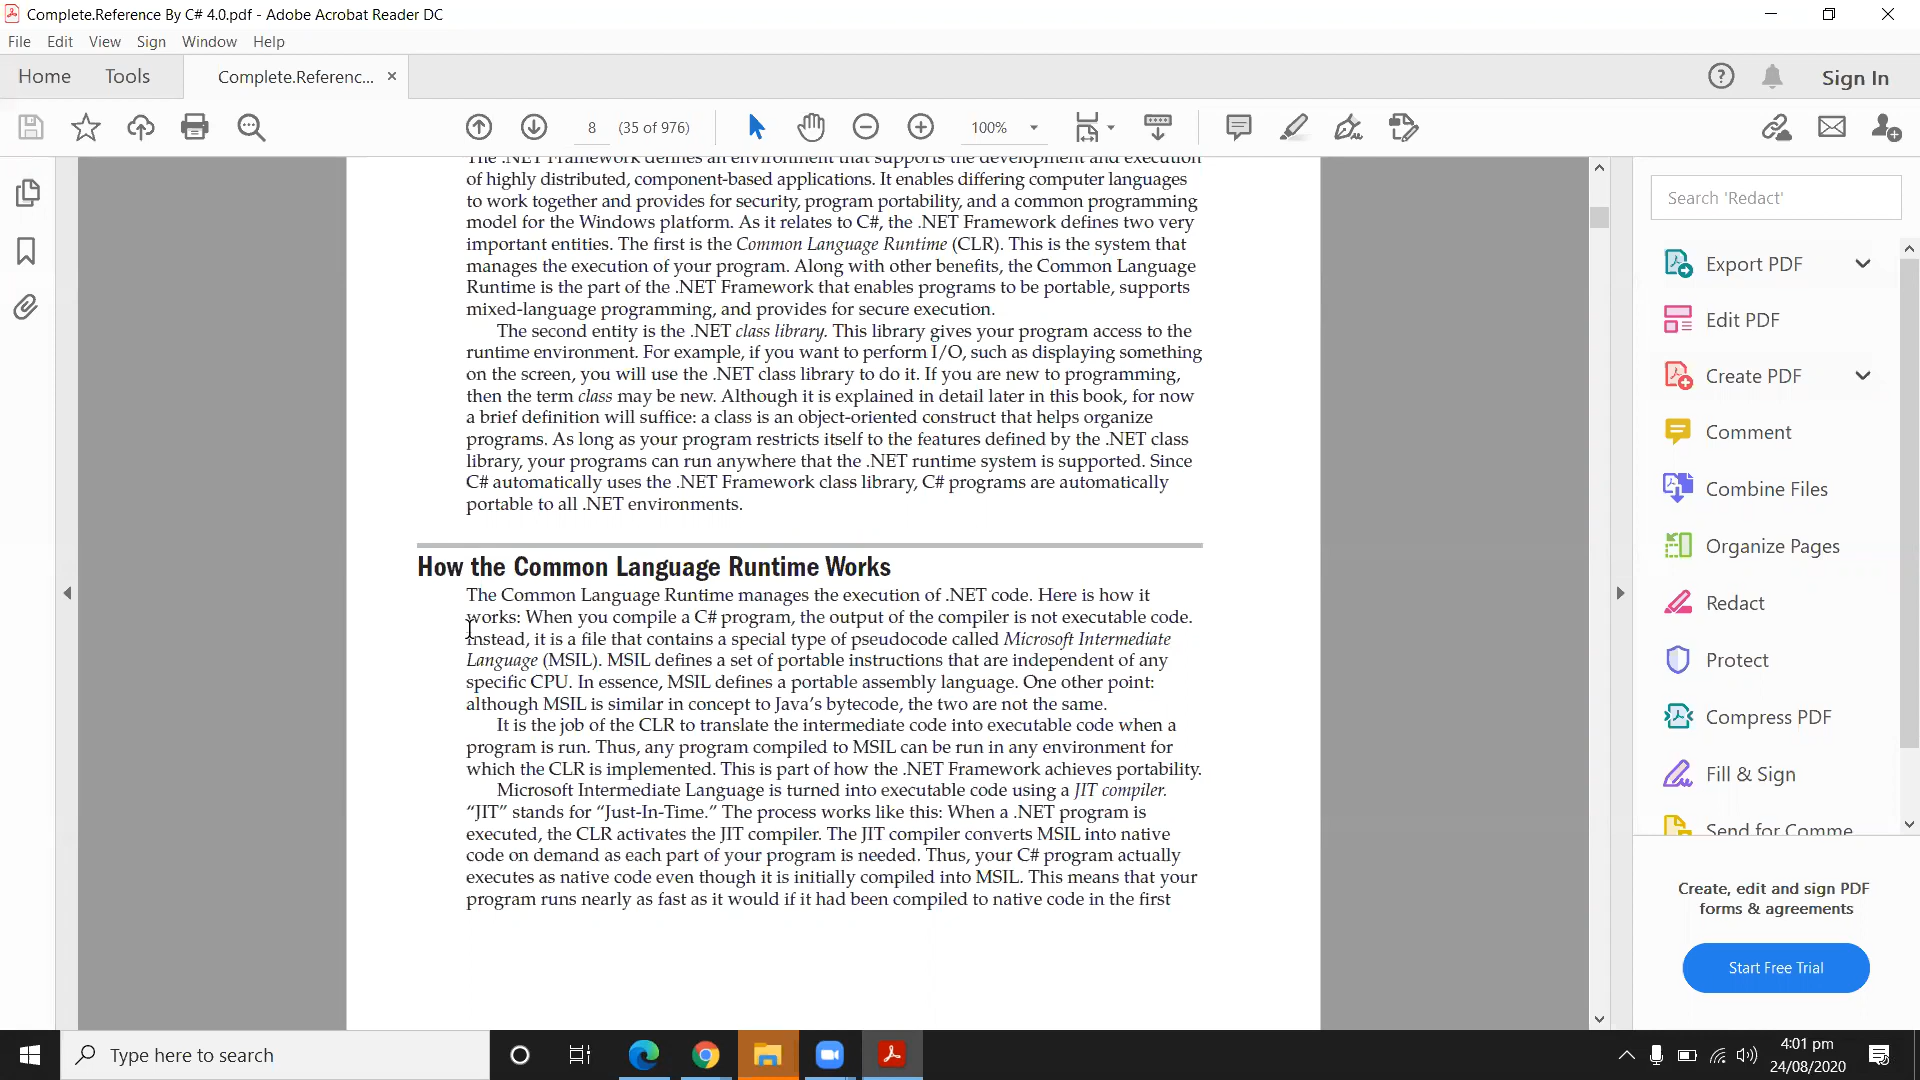 Complete.Reference By C# 4.0.pdf - Adobe Acrobat Reader DC
File Edit View Sign Window Help
Home Tools Complete.Referenc... × Sign In
8 (35 of 976) 100%
The .NET Framework defines an environment that supports the development and execution
of highly distributed, component-based applications. It enables differing computer languages
to work together and provides for security, program portability, and a common programming
model for the Windows platform. As it relates to C#, the .NET Framework defines two very
important entities. The first is the Common Language Runtime (CLR). This is the system that
manages the execution of your program. Along with other benefits, the Common Language
Runtime is the part of the .NET Framework that enables programs to be portable, supports
mixed-language programming, and provides for secure execution.
The second entity is the .NET class library. This library gives your program access to the
runtime environment. For example, if you want to perform I/O, such as displaying something
on the screen, you will use the .NET class library to do it. If you are new to programming,
then the term class may be new. Although it is explained in detail later in this book, for now
a brief definition will suffice: a class is an object-oriented construct that helps organize
programs. As long as your program restricts itself to the features defined by the .NET class
library, your programs can run anywhere that the .NET runtime system is supported. Since
C# automatically uses the .NET Framework class library, C# programs are automatically
portable to all .NET environments.
How the Common Language Runtime Works
The Common Language Runtime manages the execution of .NET code. Here is how it
works: When you compile a C# program, the output of the compiler is not executable code.
Instead, it is a file that contains a special type of pseudocode called Microsoft Intermediate
Language (MSIL). MSIL defines a set of portable instructions that are independent of any
specific CPU. In essence, MSIL defines a portable assembly language. One other point:
although MSIL is similar in concept to Java's bytecode, the two are not the same.
It is the job of the CLR to translate the intermediate code into executable code when a
program is run. Thus, any program compiled to MSIL can be run in any environment for
which the CLR is implemented. This is part of how the .NET Framework achieves portability.
Microsoft Intermediate Language is turned into executable code using a JIT compiler.
“JIT” stands for “Just-In-Time.” The process works like this: When a .NET program is
executed, the CLR activates the JIT compiler. The JIT compiler converts MSIL into native
code on demand as each part of your program is needed. Thus, your C# program actually
executes as native code even though it is initially compiled into MSIL. This means that your
program runs nearly as fast as it would if it had been compiled to native code in the first
Search 'Redact'
Export PDF
Edit PDF
Create PDF
Comment
Combine Files
Organize Pages
Redact
Protect
Compress PDF
Fill & Sign
Send for Comme
Create, edit and sign PDF
forms & agreements
Start Free Trial
Type here to search
4:01 pm
24/08/2020